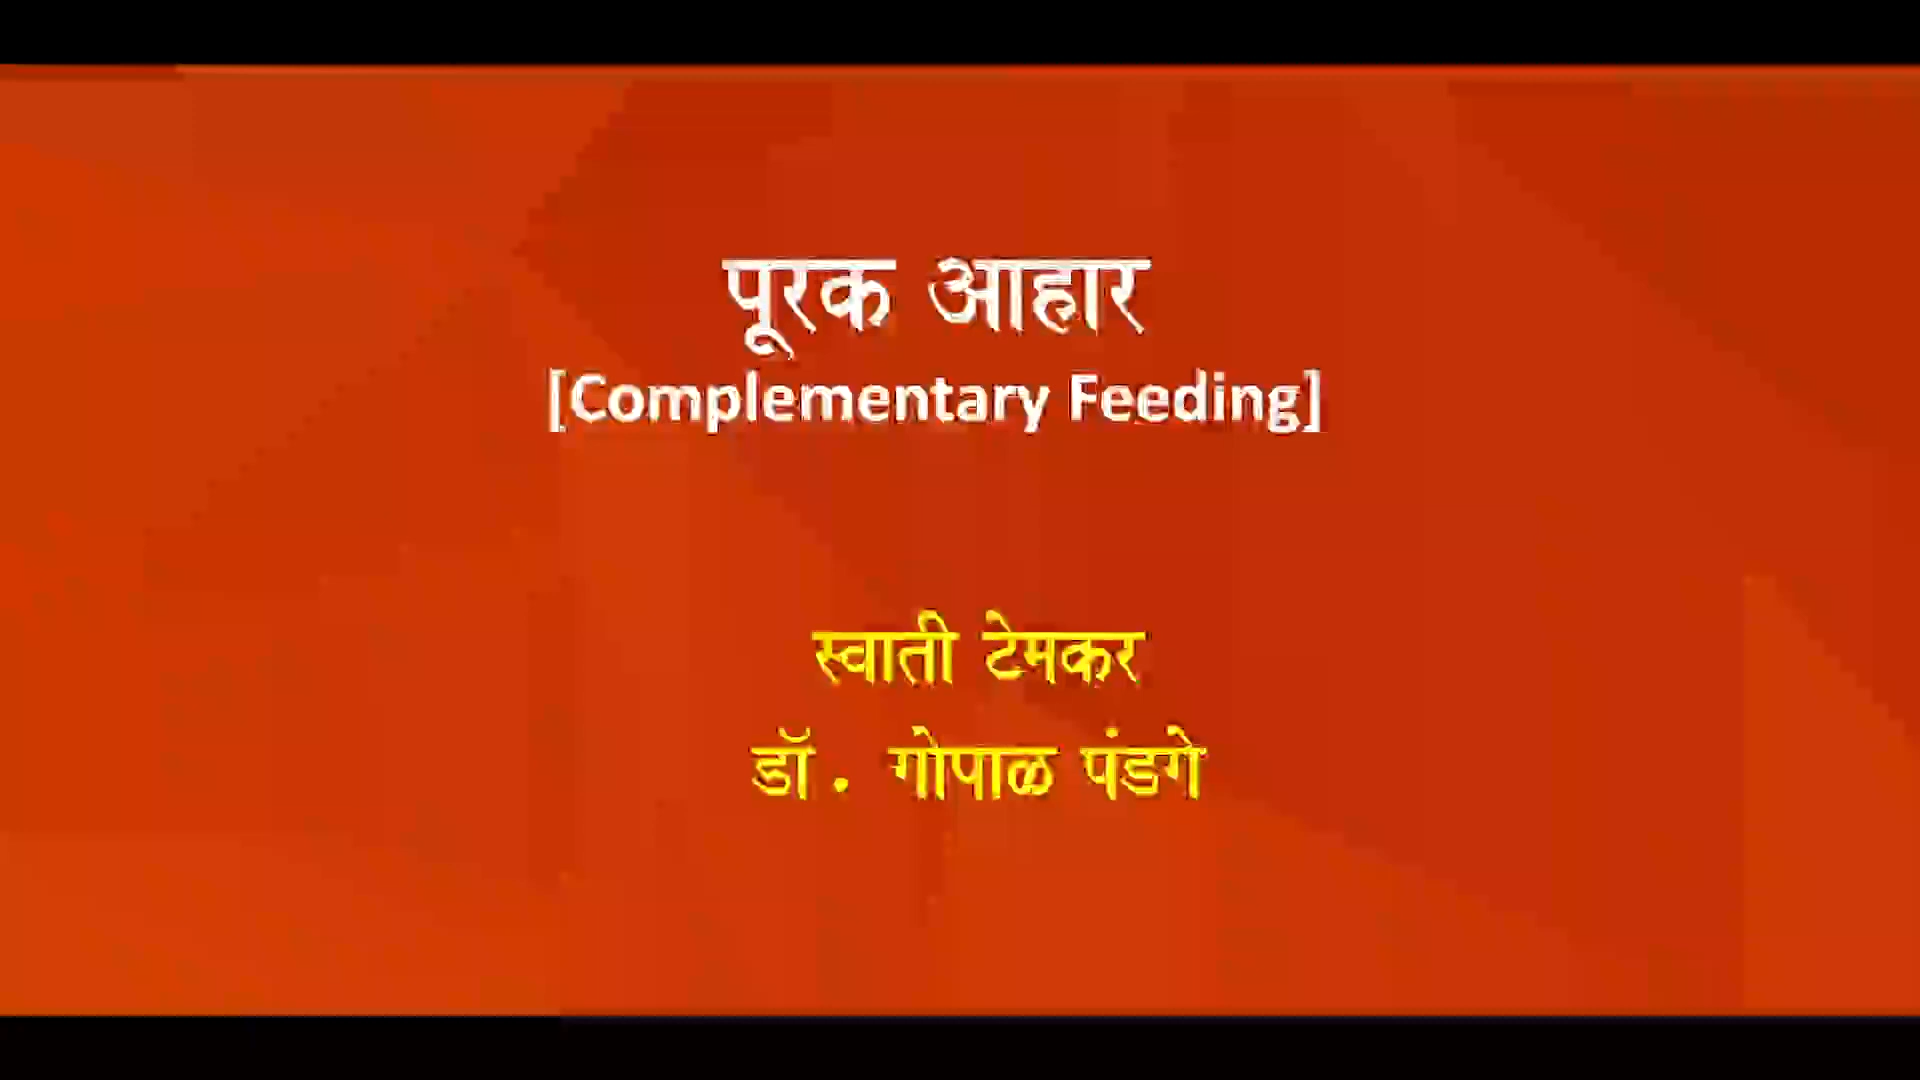 पूरक आहार
[Complementary Feeding]
स्वाती टेमकर
डॉ. गोपाळ पंडगे